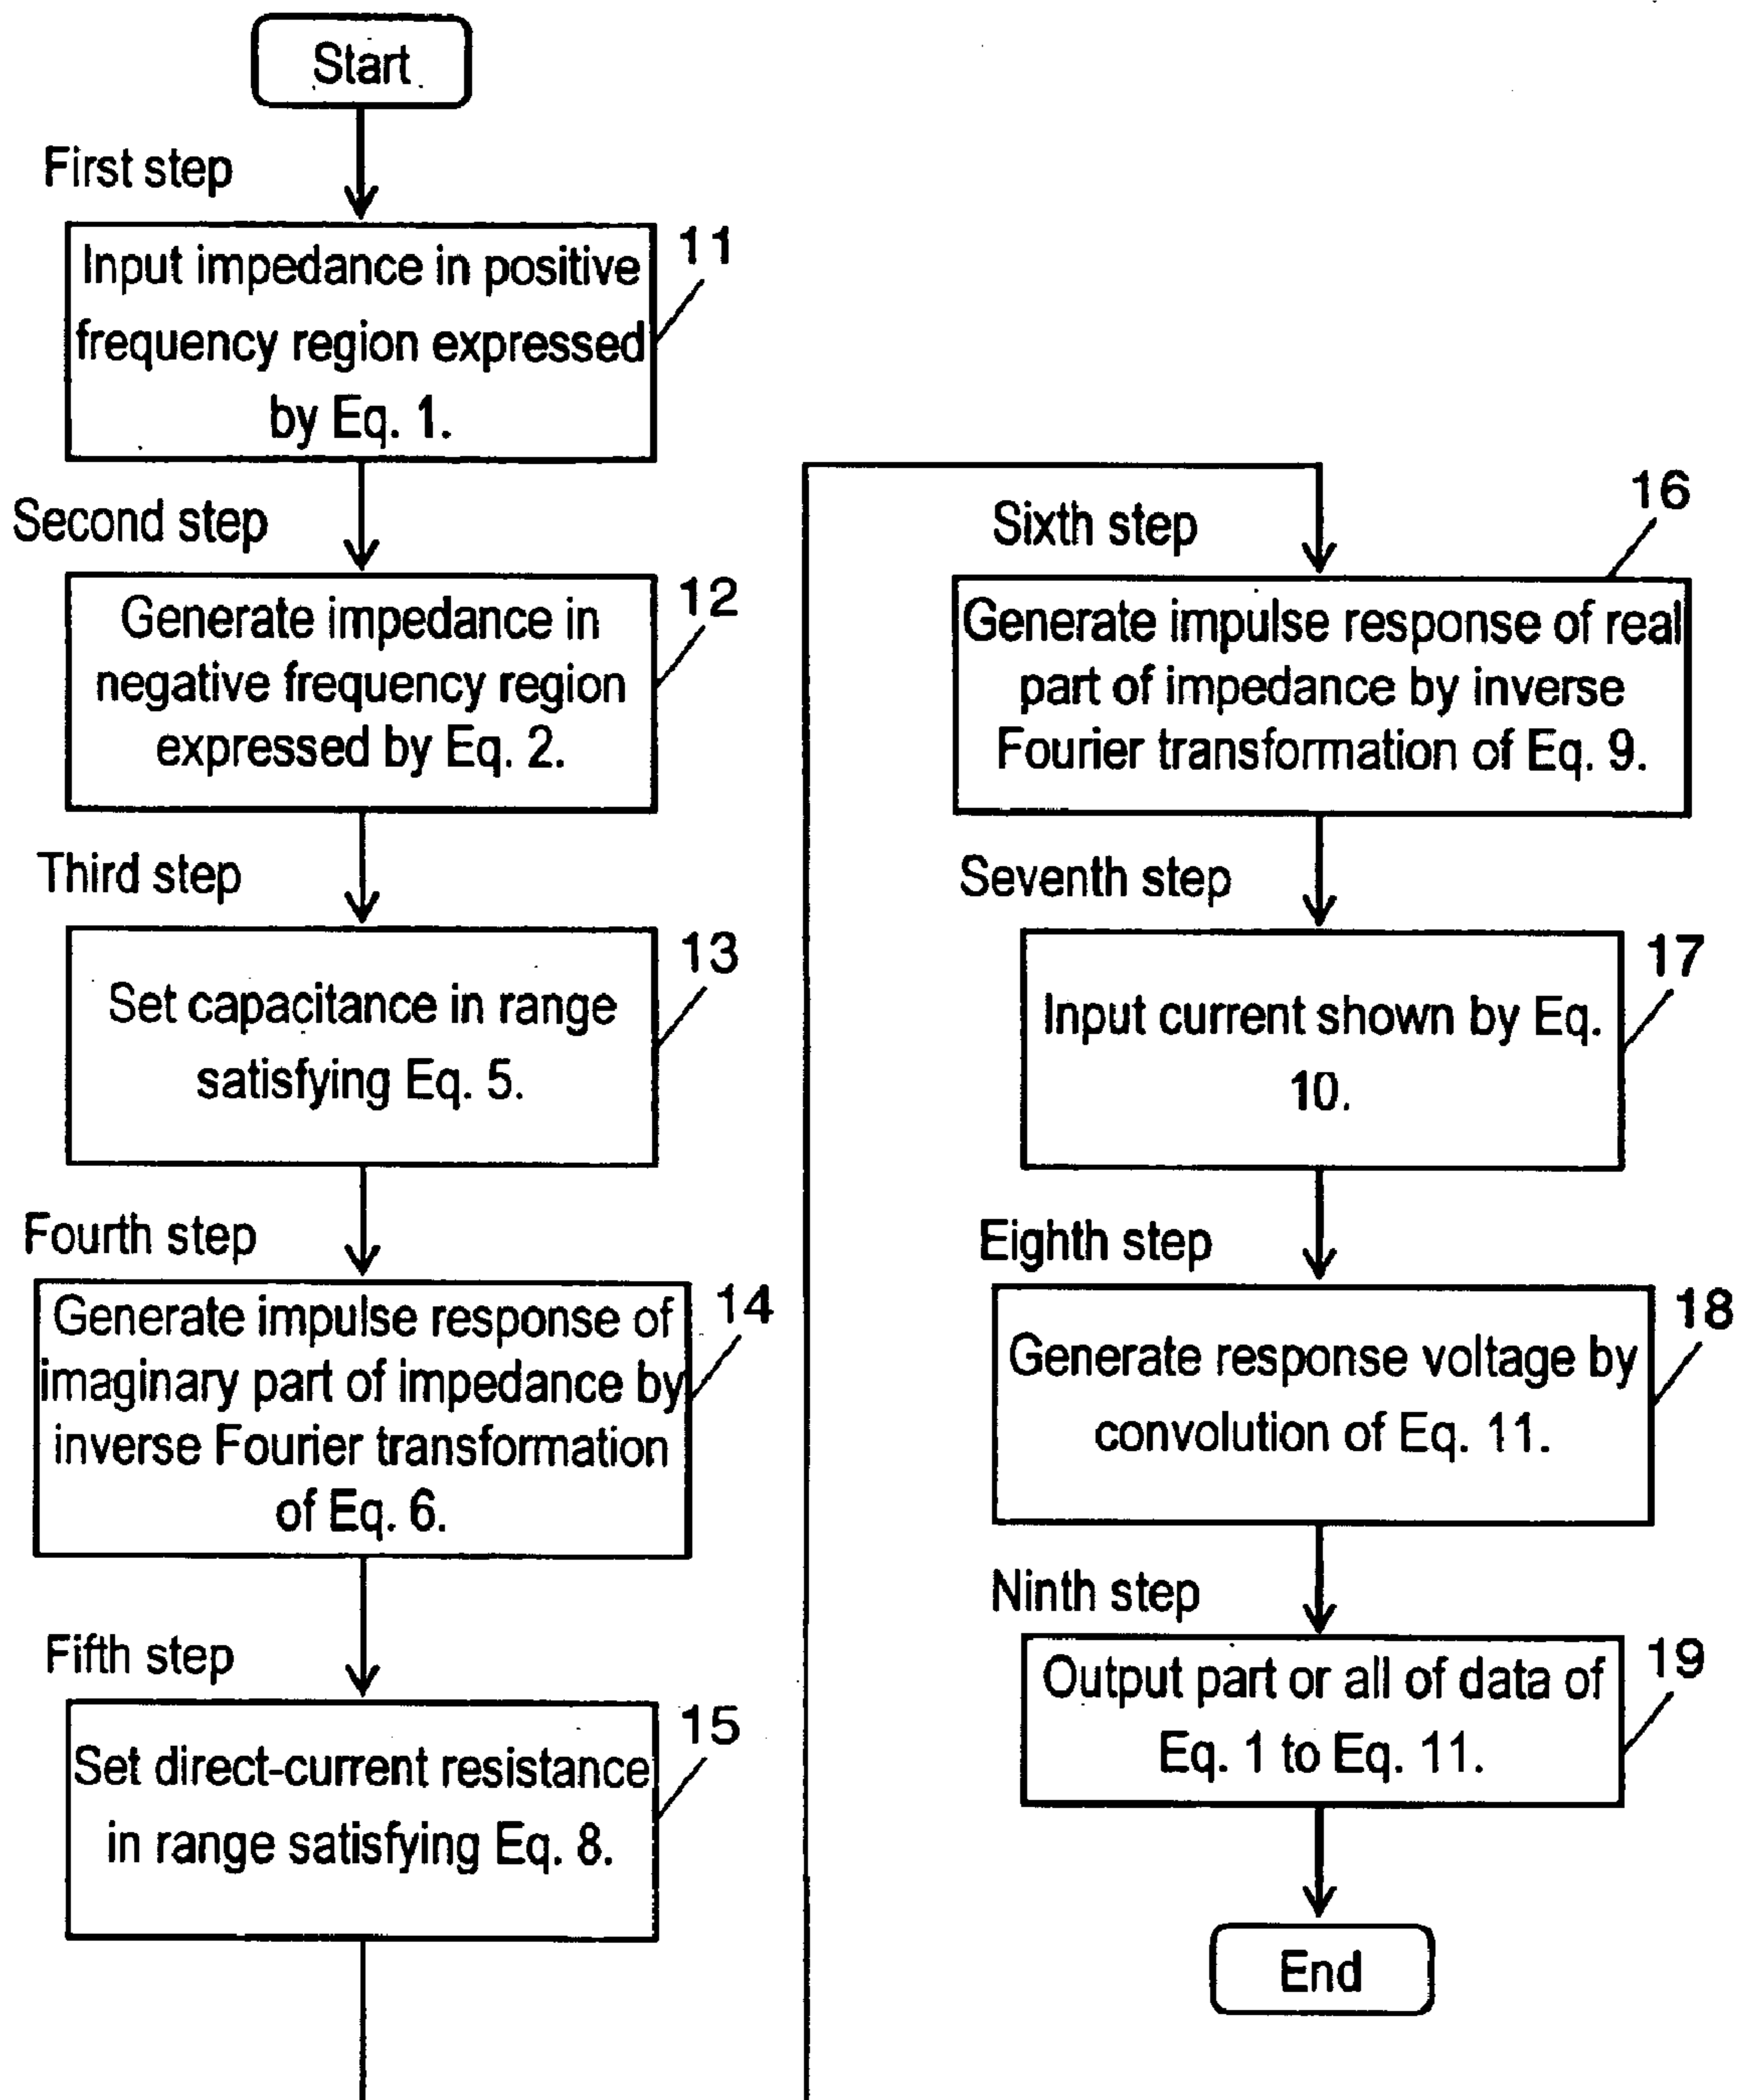 Start
First step
11
Input impedance in positive
frequency region expressed
by Eq. 1.
Second step
12
Generate impedance in
negative frequency region
expressed by Eq. 2.
Third step
13
Set capacitance in range
satisfying Eq. 5.
Fourth step
14
Generate impulse response of
imaginary part of impedance by
inverse Fourier transformation
of Eq. 6.
Fifth step
15
Set direct-current resistance
in range satisfying Eq. 8.
Sixth step
16
Generate impulse response of real
part of impedance by inverse
Fourier transformation of Eq. 9.
Seventh step
17
Input current shown by Eq.
10.
Eighth step
18
Generate response voltage by
convolution of Eq. 11.
Ninth step
19
Output part or all of data of
Eq. 1 to Eq. 11.
End